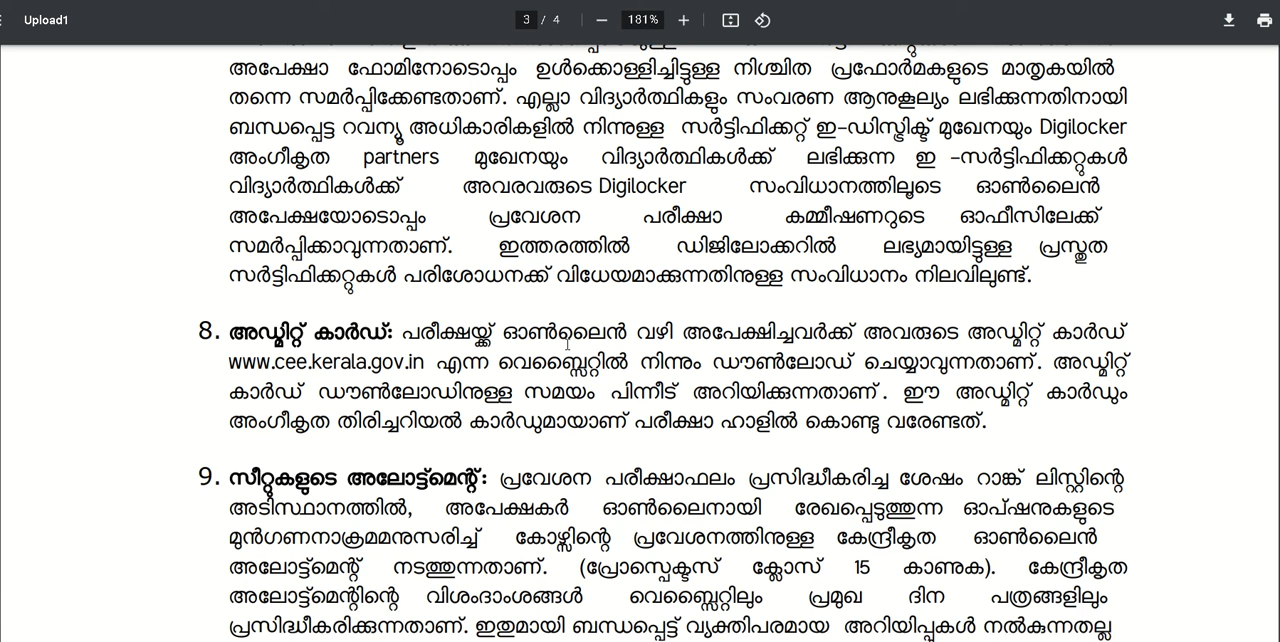 Upload1
3 / 4
181%
അപേക്ഷാ ഫോമിനോടൊപ്പം ഉൾക്കൊള്ളിച്ചിട്ടുള്ള നിശ്ചിത പ്രഫോർമകളുടെ മാതൃകയിൽ
തന്നെ സമർപ്പിക്കേണ്ടതാണ്. എല്ലാ വിദ്യാർത്ഥികളും സംവരണ ആനുകൂല്യം ലഭിക്കുന്നതിനായി
ബന്ധപ്പെട്ട റവന്യൂ അധികാരികളിൽ നിന്നുള്ള സർട്ടിഫിക്കറ്റ് ഇ-ഡിസ്ട്രിക്ട് മുഖേനയും Digilocker
അംഗീകൃത partners മുഖേനയും വിദ്യാർത്ഥികൾക്ക് ലഭിക്കുന്ന ഇ -സർട്ടിഫിക്കറ്റുകൾ
വിദ്യാർത്ഥികൾക്ക് അവരവരുടെ Digilocker സംവിധാനത്തിലൂടെ ഓൺലൈൻ
അപേക്ഷയോടൊപ്പം പ്രവേശന പരീക്ഷാ കമ്മീഷണറുടെ ഓഫീസിലേക്ക്
സമർപ്പിക്കാവുന്നതാണ്. ഇത്തരത്തിൽ ഡിജിലോക്കറിൽ ലഭ്യമായിട്ടുള്ള പ്രസ്തുത
സർട്ടിഫിക്കറ്റുകൾ പരിശോധനക്ക് വിധേയമാക്കുന്നതിനുള്ള സംവിധാനം നിലവിലുണ്ട്.
8. അഡ്മിറ്റ് കാർഡ്: പരീക്ഷയ്ക്ക് ഓൺലൈൻ വഴി അപേക്ഷിച്ചവർക്ക് അവരുടെ അഡ്മിറ്റ് കാർഡ്
www.cee.kerala.gov.in എന്ന വെബ്സൈറ്റിൽ നിന്നും ഡൗൺലോഡ് ചെയ്യാവുന്നതാണ്. അഡ്മിറ്റ്
കാർഡ് ഡൗൺലോഡിനുള്ള സമയം പിന്നീട് അറിയിക്കുന്നതാണ്. ഈ അഡ്മിറ്റ് കാർഡും
അംഗീകൃത തിരിച്ചറിയൽ കാർഡുമായാണ് പരീക്ഷാ ഹാളിൽ കൊണ്ടു വരേണ്ടത്.
9. സീറ്റുകളുടെ അലോട്ട്മെന്റ്: പ്രവേശന പരീക്ഷാഫലം പ്രസിദ്ധീകരിച്ച ശേഷം റാങ്ക് ലിസ്റ്റിന്റെ
അടിസ്ഥാനത്തിൽ, അപേക്ഷകർ ഓൺലൈനായി രേഖപ്പെടുത്തുന്ന ഓപ്ഷനുകളുടെ
മുൻഗണനാക്രമമനുസരിച്ച് കോഴ്സിന്റെ പ്രവേശനത്തിനുള്ള കേന്ദ്രീകൃത ഓൺലൈൻ
അലോട്ട്മെന്റ് നടത്തുന്നതാണ്. (പ്രോസ്പെക്ടസ് ക്ലോസ് 15 കാണുക). കേന്ദ്രീകൃത
അലോട്ട്മെന്റിന്റെ വിശംദാംശങ്ങൾ വെബ്സൈറ്റിലും പ്രമുഖ ദിന പത്രങ്ങളിലും
പ്രസിദ്ധീകരിക്കുന്നതാണ്. ഇതുമായി ബന്ധപ്പെട്ട് വ്യക്തിപരമായ അറിയിപ്പുകൾ നൽകുന്നതല്ല